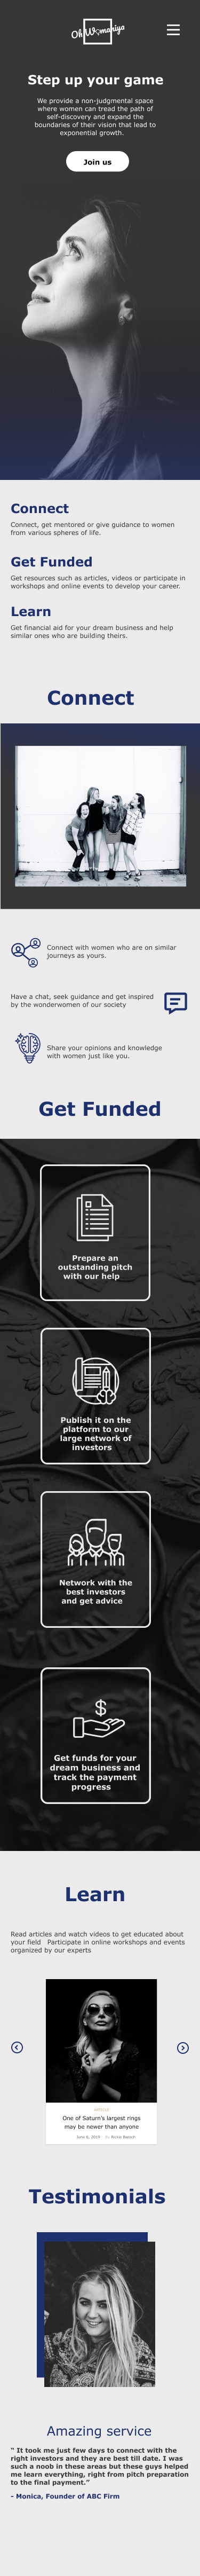 Oh W;maniya
Step up your game
We provide a non-judgmental space
where women can tread the path of
self-discovery and expand the
boundaries of their vision that lead to
exponential growth.
Join us
Connect
Connect, get mentored or give guidance to women
from various spheres of life.
Get Funded
Get resources such as articles, videos or participate in
workshops and online events to develop your career.
Learn
Get financial aid for your dream business and help
similar ones who are building theirs.
Connect
Connect with women who are on similar
journeys as yours.
Have a chat, seek guidance and get inspired
by the wonderwomen of our society
Share your opinions and knowledge
with women just like you.
Get Funded
Prepare an
outstanding pitch
with our help
Publish it on the
platform to our
large network of
investors
Network with the
best investors
and get advice
$
Get funds for your
dream business and
track the payment
progress
Learn
Read articles and watch videos to get educated about
your field Participate in online workshops and events
organized by our experts
One of Saturn's largest rings
may be newer than anyone
June 6, 2019 By Rickie Baroch
Testimonials
Amazing service
" It took me just few days to connect with the
right investors and they are best till date. I was
such a noob in these areas but these guys helped
me learn everything, right from pitch preparation
to the final payment."
- Monica, Founder of ABC Firm